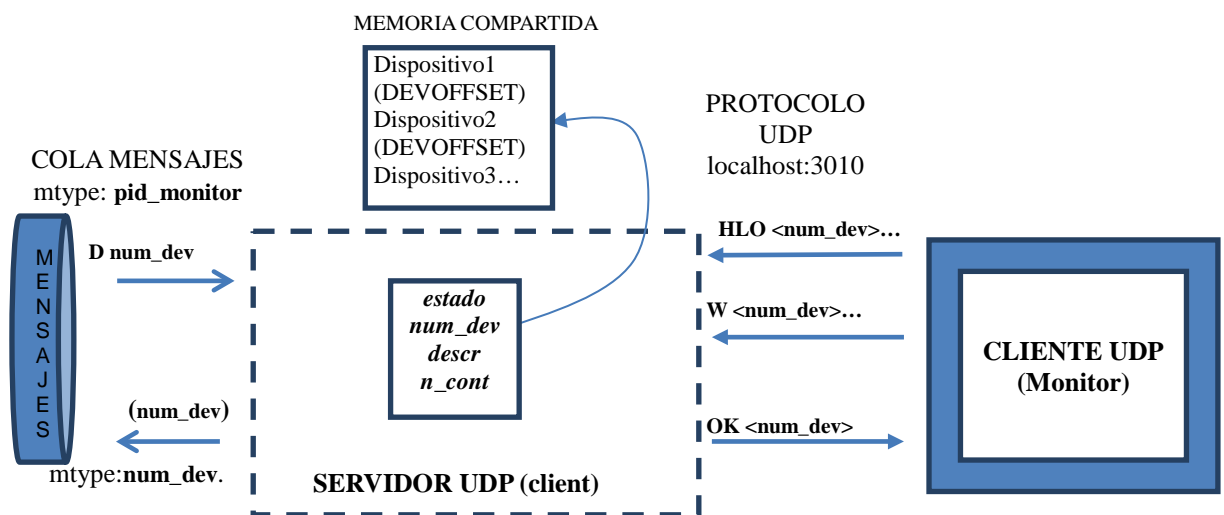 MEMORIA COMPARTIDA
Dispositivo1
(DEVOFFSET)
Dispositivo2
(DEVOFFSET)
Dispositivo3…
PROTOCOLO
UDP
localhost:3010
COLA MENSAJES
mtype: pid_monitor
MENSAJES
D num_dev
(num_dev)
mtype:num_dev.
estado
num_dev
descr
n_cont
SERVIDOR UDP (client)
HLO <num_dev>…
W <num_dev>…
OK <num_dev>
CLIENTE UDP
(Monitor)